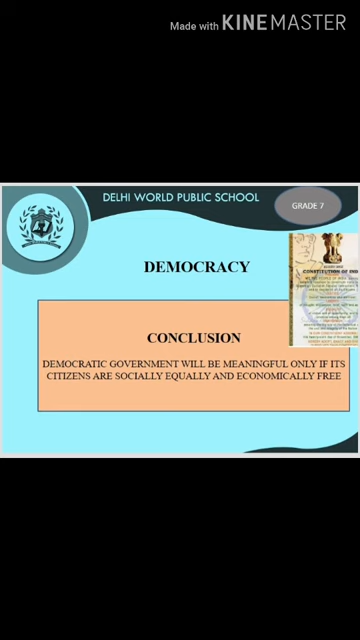 Made with KINEMASTER
DELHI WORLD PUBLIC SCHOOL
GRADE 7
DEMOCRACY
CONSTITUTION OF IND
CONCLUSION
DEMOCRATIC GOVERNMENT WILL BE MEANINGFUL ONLY IF ITS
CITIZENS ARE SOCIALLY EQUALLY AND ECONOMICALLY FREE